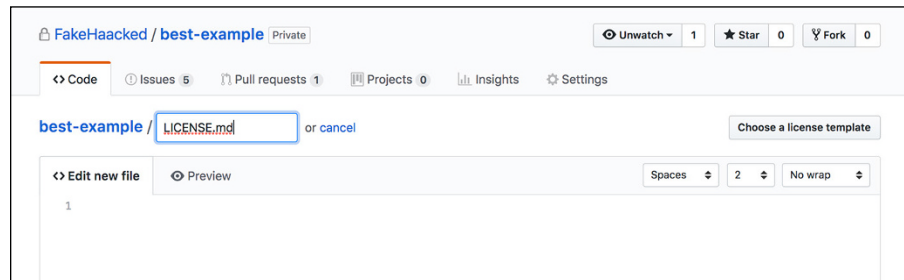 FakeHaacked / best-example Private Unwatch 1 Star 0 Fork 0
<> Code Issues 5 Pull requests 1 Projects 0 Insights Settings
best-example / LICENSE.md or cancel Choose a license template
<> Edit new file Preview Spaces 2 No wrap
1